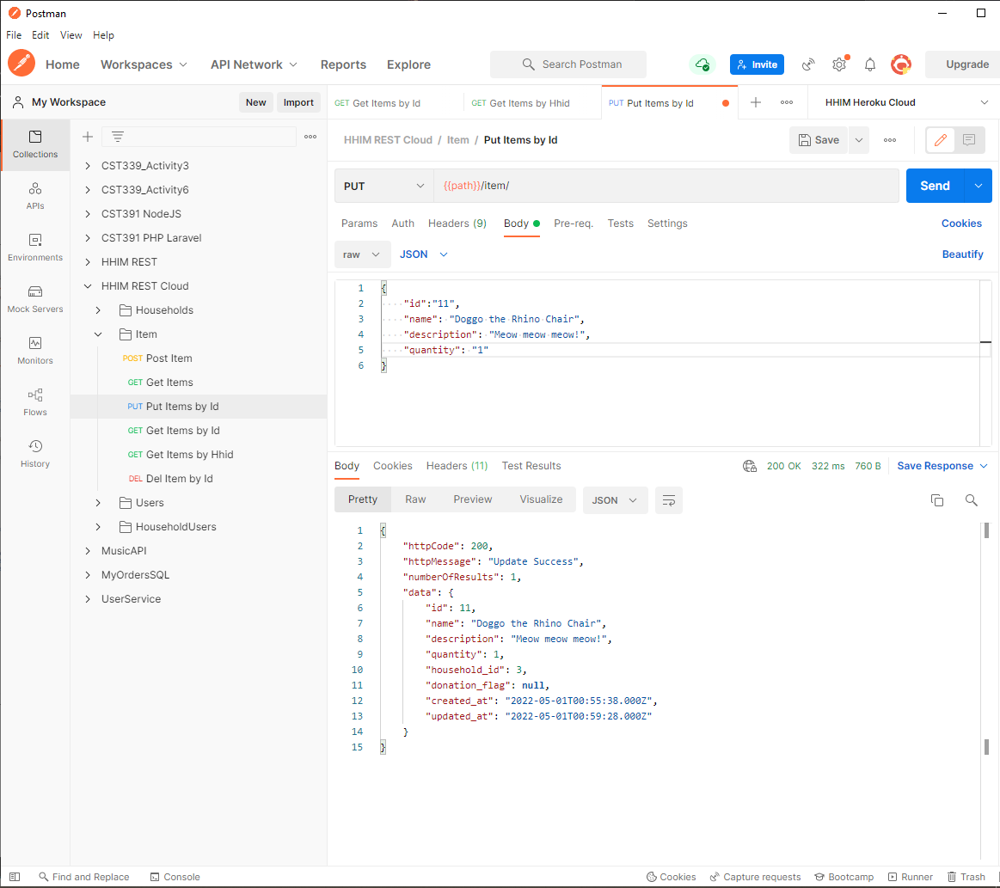 Postman
File Edit View Help
Home Workspaces API Network Reports Explore Search Postman Invite Upgrade
My Workspace New Import GET Get Items by Id GET Get Items by Hhid PUT Put Items by Id HHIM Heroku Cloud
Collections
APIs
Environments
Mock Servers
Monitors
Flows
History
CST339_Activity3
CST339_Activity6
CST391 NodeJS
CST391 PHP Laravel
HHIM REST
HHIM REST Cloud
Households
Item
POST Post Item
GET Get Items
PUT Put Items by Id
GET Get Items by Id
GET Get Items by Hhid
DEL Del Item by Id
Users
HouseholdUsers
MusicAPI
MyOrdersSQL
UserService
HHIM REST Cloud / Item / Put Items by Id Save
PUT {{path}}/item/ Send
Params Auth Headers (9) Body Pre-req. Tests Settings Cookies
raw JSON Beautify
1 {
2 "id":"11",
3 "name": "Doggo the Rhino Chair",
4 "description": "Meow meow meow!",
5 "quantity": "1"
6 }
Body Cookies Headers (11) Test Results 200 OK 322 ms 760 B Save Response
Pretty Raw Preview Visualize JSON
1 {
2 "httpCode": 200,
3 "httpMessage": "Update Success",
4 "numberOfResults": 1,
5 "data": {
6 "id": 11,
7 "name": "Doggo the Rhino Chair",
8 "description": "Meow meow meow!",
9 "quantity": 1,
10 "household_id": 3,
11 "donation_flag": null,
12 "created_at": "2022-05-01T00:55:38.000Z",
13 "updated_at": "2022-05-01T00:59:28.000Z"
14 }
15 }
Find and Replace Console Cookies Capture requests Bootcamp Runner Trash